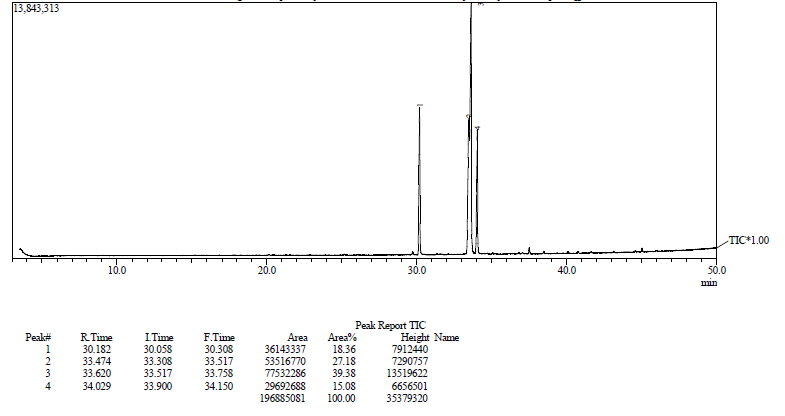 13,843,313
1
2
3
4
TIC*1.00
10.0 20.0 30.0 40.0 50.0
min
Peak Report TIC
Peak# R.Time I.Time F.Time Area Area% Height Name
1 30.182 30.058 30.308 36143337 18.36 7912440
2 33.474 33.308 33.517 53516770 27.18 7290757
3 33.620 33.517 33.758 77532286 39.38 13519622
4 34.029 33.900 34.150 29692688 15.08 6656501
196885081 100.00 35379320